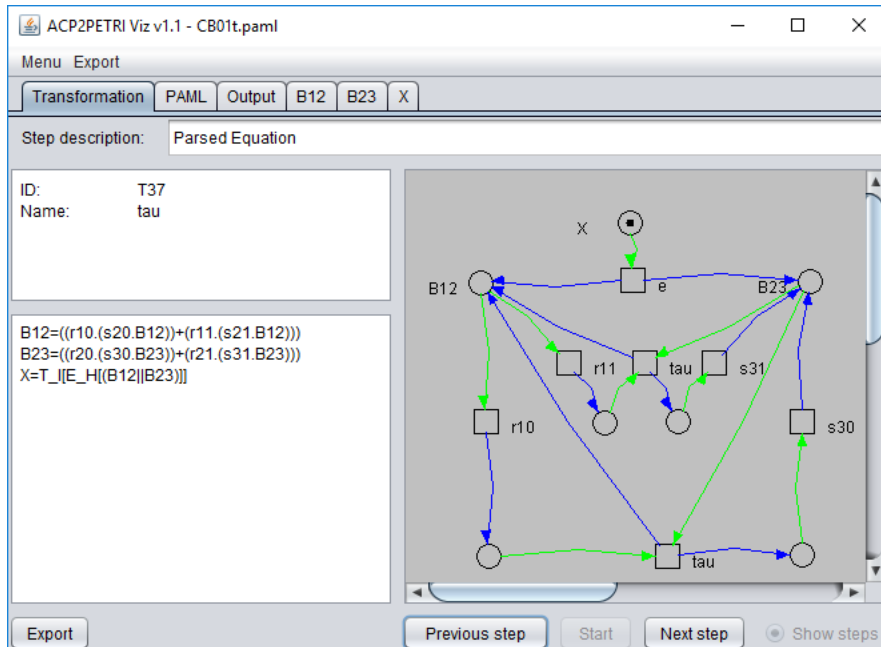 ACP2PETRI Viz v1.1 - CB01t.paml
Menu Export
Transformation PAML Output B12 B23 X
Step description: Parsed Equation
ID: T37
Name: tau
B12=((r10.(s20.B12))+(r11.(s21.B12)))
B23=((r20.(s30.B23))+(r21.(s31.B23)))
X=T_I[E_H[(B12||B23)]]
X
B12 e B23
r11 tau s31
r10 s30
tau
Export Previous step Start Next step Show steps